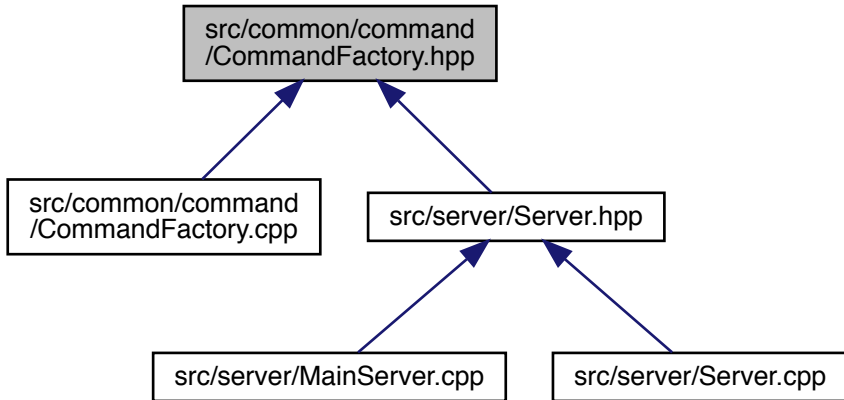 src/common/command
/CommandFactory.hpp
src/common/command
/CommandFactory.cpp
src/server/Server.hpp
src/server/MainServer.cpp
src/server/Server.cpp